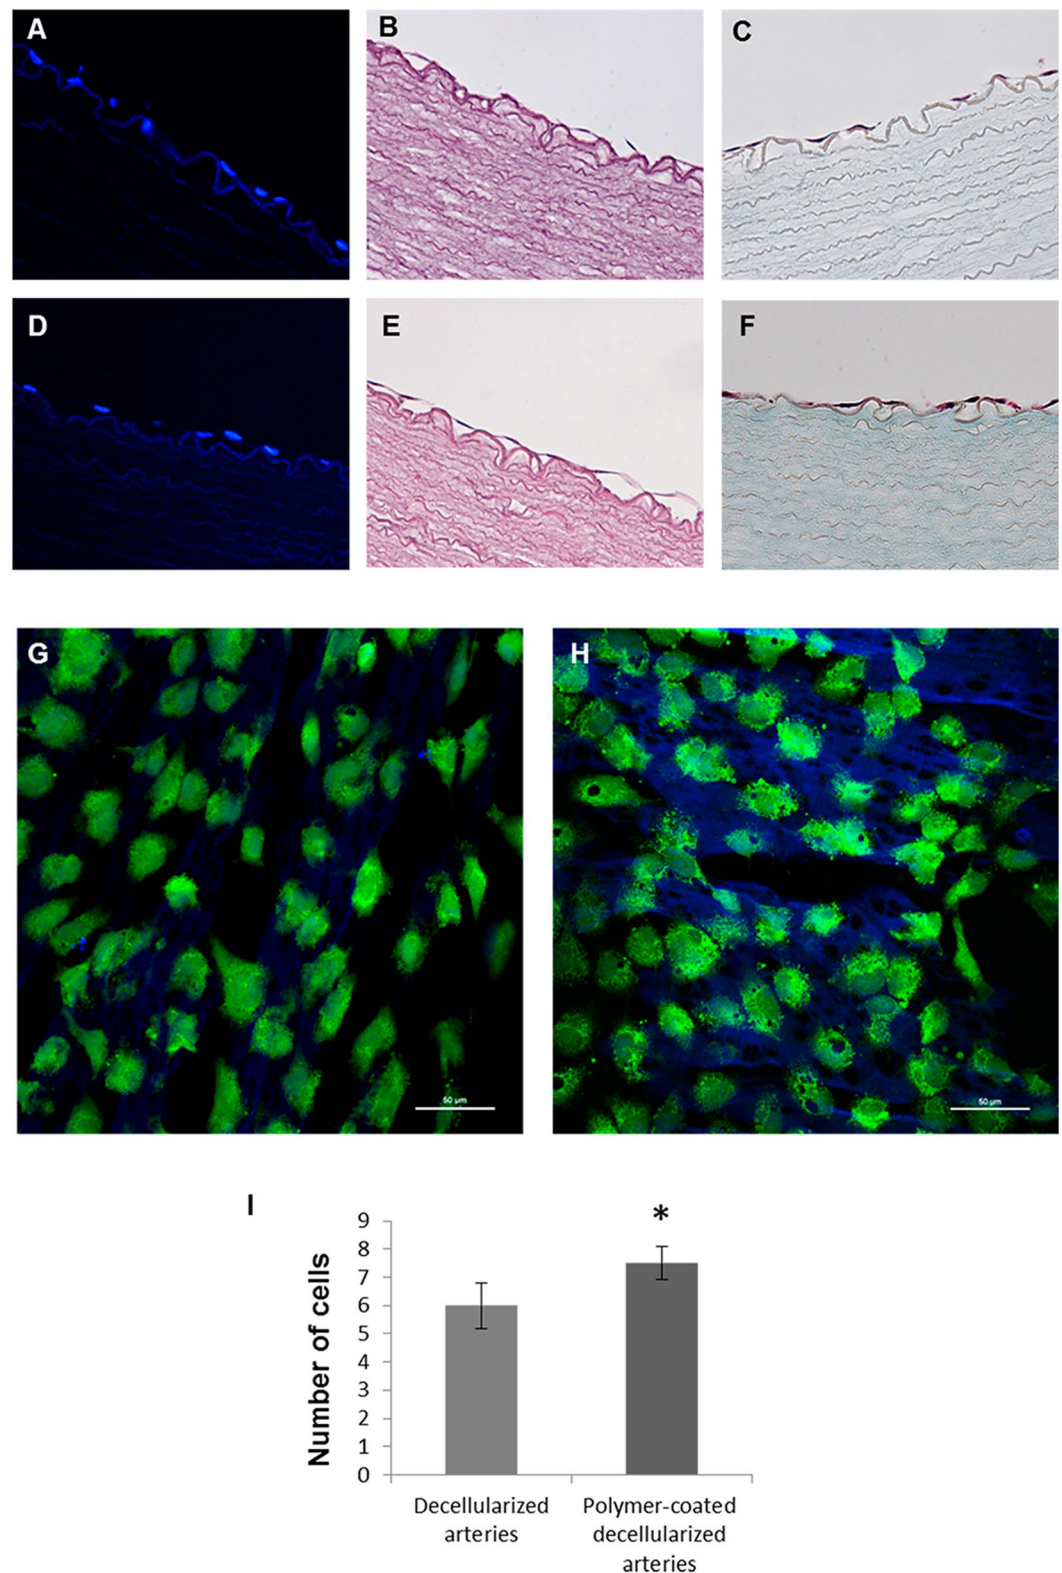 A
B
C
D
E
F
G
H
50 µm
50 µm
I
*
9
8
7
6
5
4
3
2
1
0
Number of cells
Decellularized
arteries
Polymer-coated
decellularized
arteries